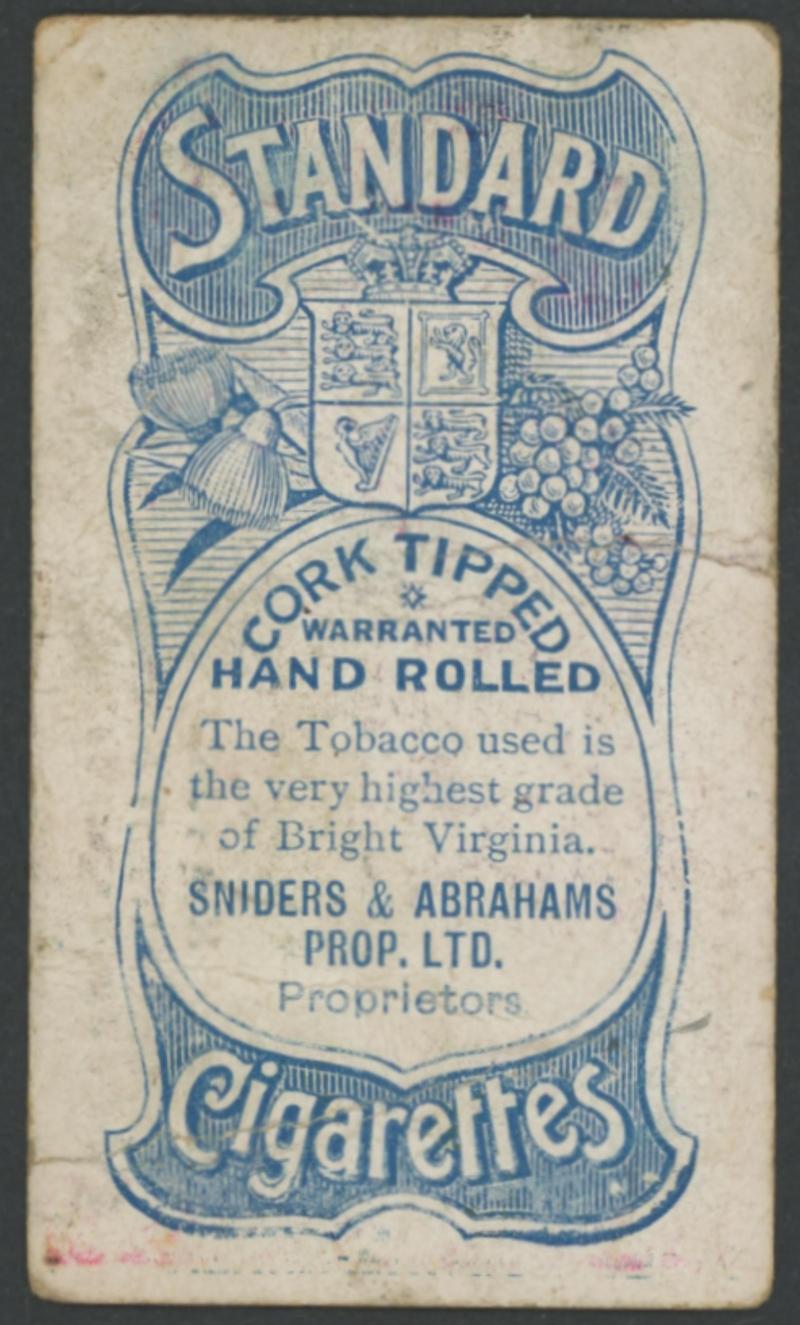 STANDARD
CORK TIPPED
WARRANTED
HAND ROLLED
The Tobacco used is
the very highest grade
of Bright Virginia.
SNIDERS & ABRAHAMS
PROP. LTD.
Proprietors
Cigarettes